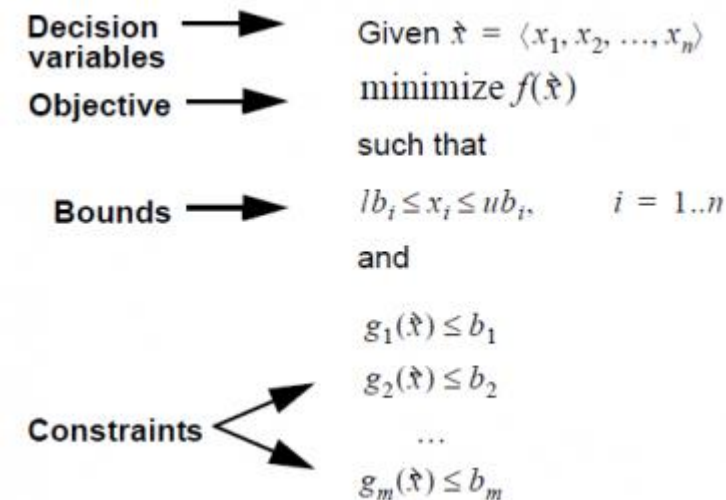 Decision variables
Given x⃗ = ⟨x₁, x₂, ..., xₙ⟩
Objective
minimize f(x⃗)
such that
Bounds
lbᵢ ≤ xᵢ ≤ ubᵢ, i = 1..n
and
g₁(x⃗) ≤ b₁
Constraints
g₂(x⃗) ≤ b₂
...
gₘ(x⃗) ≤ bₘ